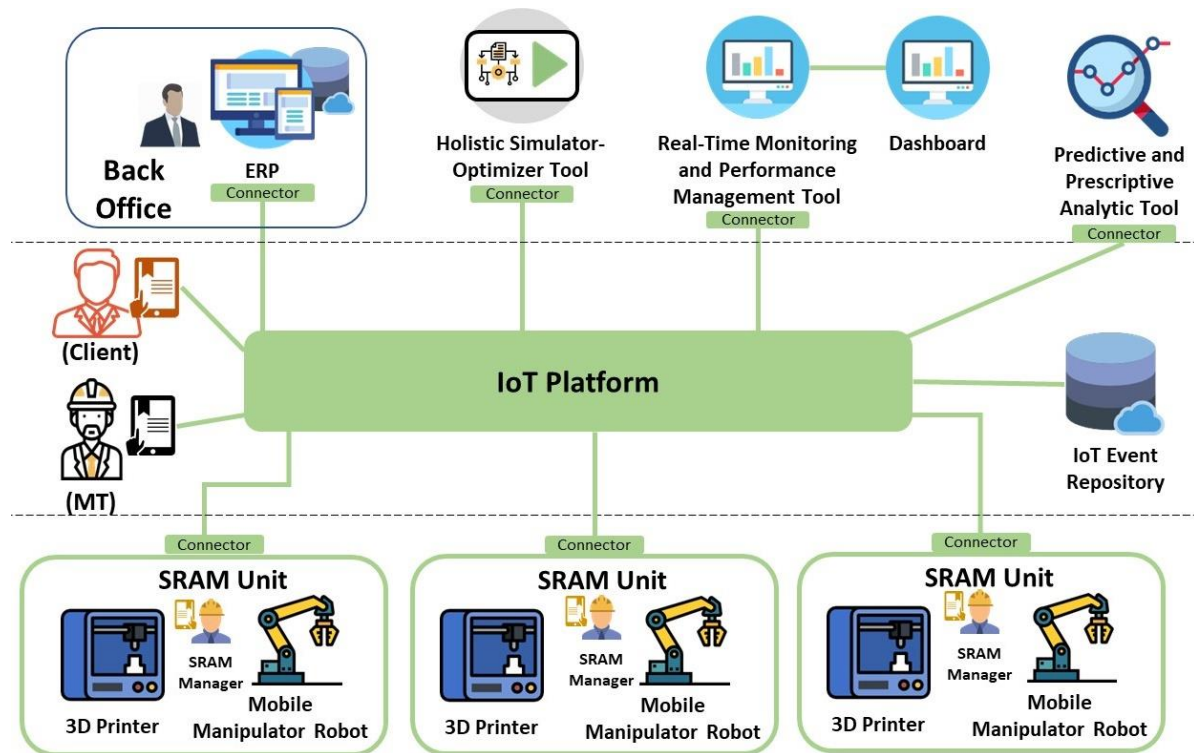 Back
Office
ERP
Connector
Holistic Simulator-
Optimizer Tool
Connector
Real-Time Monitoring
and Performance
Management Tool
Connector
Dashboard
Predictive and
Prescriptive
Analytic Tool
Connector
(Client)
(MT)
IoT Platform
IoT Event
Repository
Connector
SRAM Unit
SRAM
Manager
3D Printer
Mobile
Manipulator Robot
Connector
SRAM Unit
SRAM
Manager
3D Printer
Mobile
Manipulator Robot
Connector
SRAM Unit
SRAM
Manager
3D Printer
Mobile
Manipulator Robot